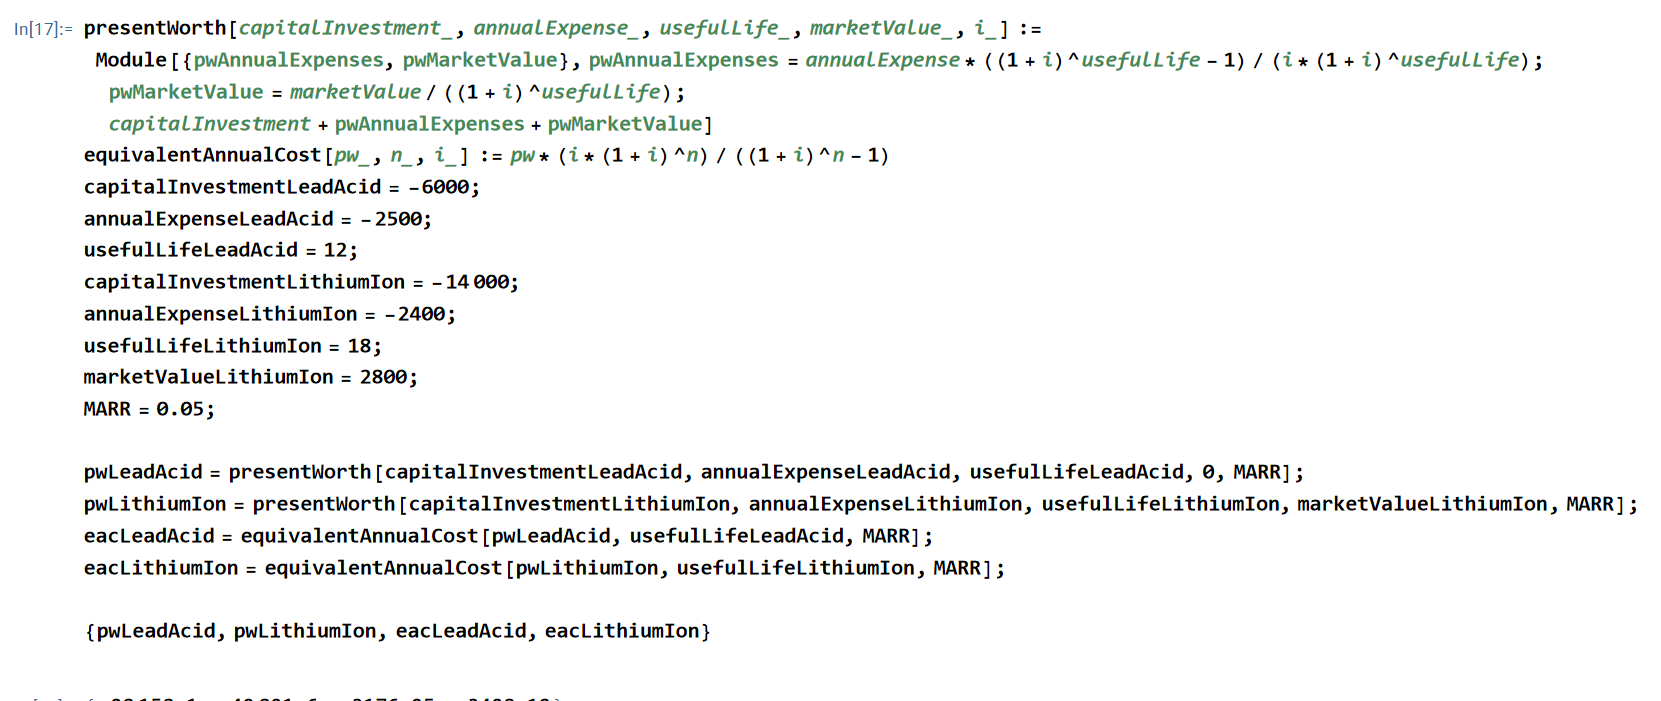 In[17]:= presentWorth[capitalInvestment_, annualExpense_, usefulLife_, marketValue_, i_] :=
Module[{pwAnnualExpenses, pwMarketValue}, pwAnnualExpenses = annualExpense * ((1 + i)^usefulLife - 1) / (i * (1 + i)^usefulLife);
pwMarketValue = marketValue / ((1 + i)^usefulLife);
capitalInvestment + pwAnnualExpenses + pwMarketValue]
equivalentAnnualCost[pw_, n_, i_] := pw * (i * (1 + i)^n) / ((1 + i)^n - 1)
capitalInvestmentLeadAcid = -6000;
annualExpenseLeadAcid = -2500;
usefulLifeLeadAcid = 12;
capitalInvestmentLithiumIon = -14 000;
annualExpenseLithiumIon = -2400;
usefulLifeLithiumIon = 18;
marketValueLithiumIon = 2800;
MARR = 0.05;
pwLeadAcid = presentWorth[capitalInvestmentLeadAcid, annualExpenseLeadAcid, usefulLifeLeadAcid, 0, MARR];
pwLithiumIon = presentWorth[capitalInvestmentLithiumIon, annualExpenseLithiumIon, usefulLifeLithiumIon, marketValueLithiumIon, MARR];
eacLeadAcid = equivalentAnnualCost[pwLeadAcid, usefulLifeLeadAcid, MARR];
eacLithiumIon = equivalentAnnualCost[pwLithiumIon, usefulLifeLithiumIon, MARR];
{pwLeadAcid, pwLithiumIon, eacLeadAcid, eacLithiumIon}